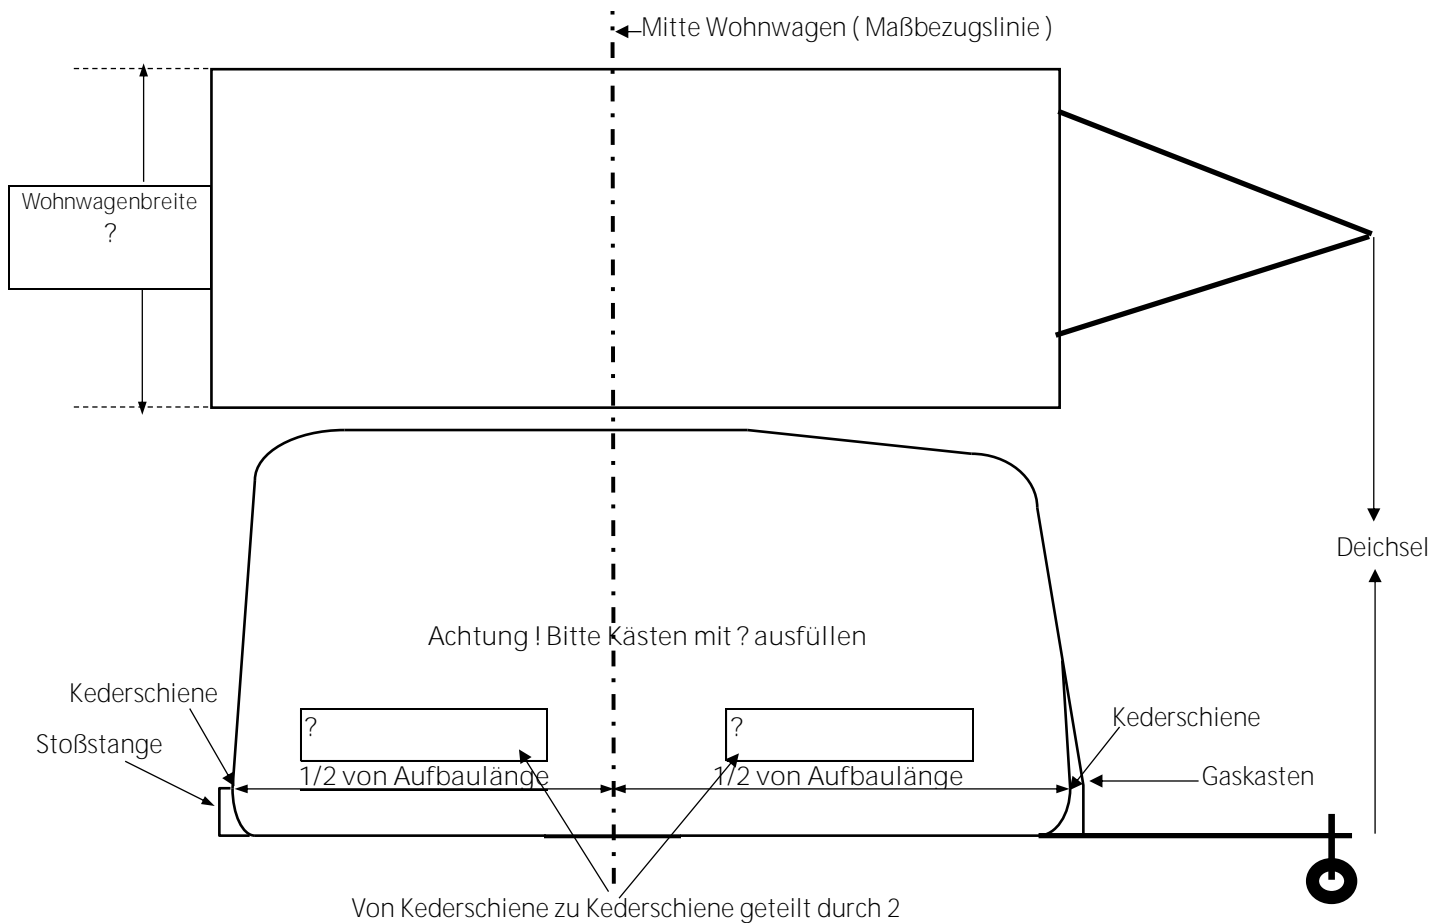 Mitte Wohnwagen ( Maßbezugslinie )
Wohnwagenbreite
?
Deichsel
Achtung ! Bitte Kästen mit ? ausfüllen
Kederschiene
Stoßstange
?
?
Kederschiene
1/2 von Aufbaulänge
1/2 von Aufbaulänge
Gaskasten
Von Kederschiene zu Kederschiene geteilt durch 2